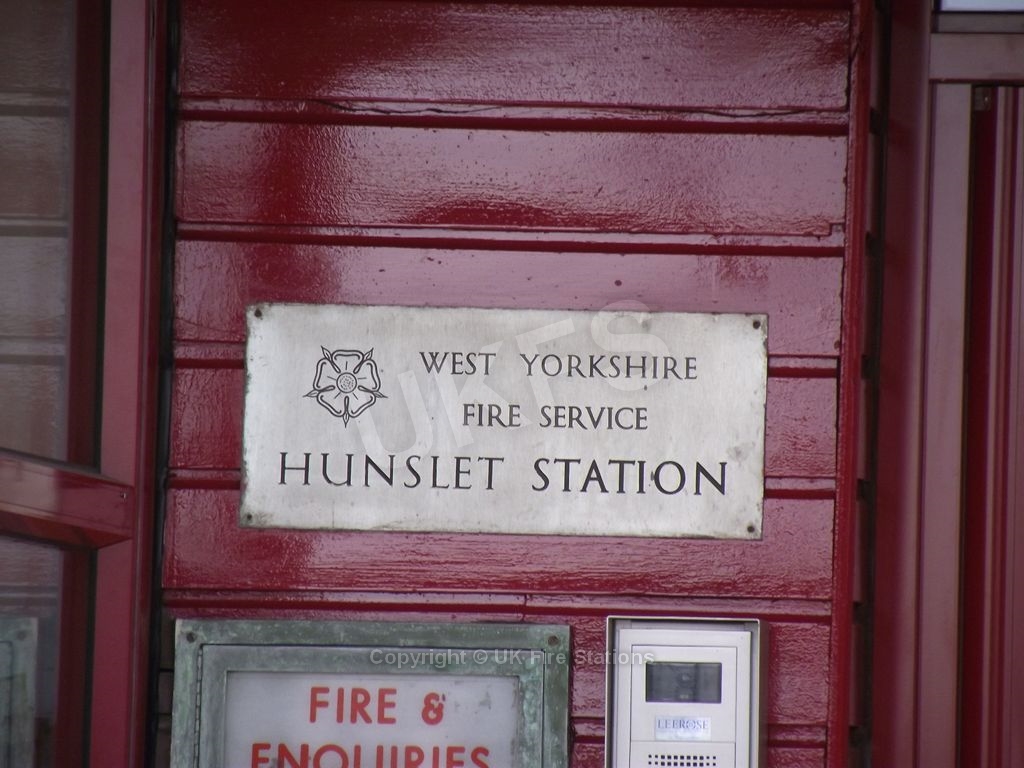 WEST YORKSHIRE
FIRE SERVICE
HUNSLET STATION
UKFS
Copyright © UK Fire Stations
FIRE &
ENQUIRIES
LEEROSE